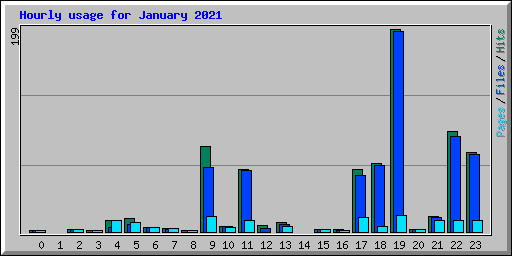 Hourly usage for January 2021
199
Pages/Files/Hits
0 1 2 3 4 5 6 7 8 9 10 11 12 13 14 15 16 17 18 19 20 21 22 23